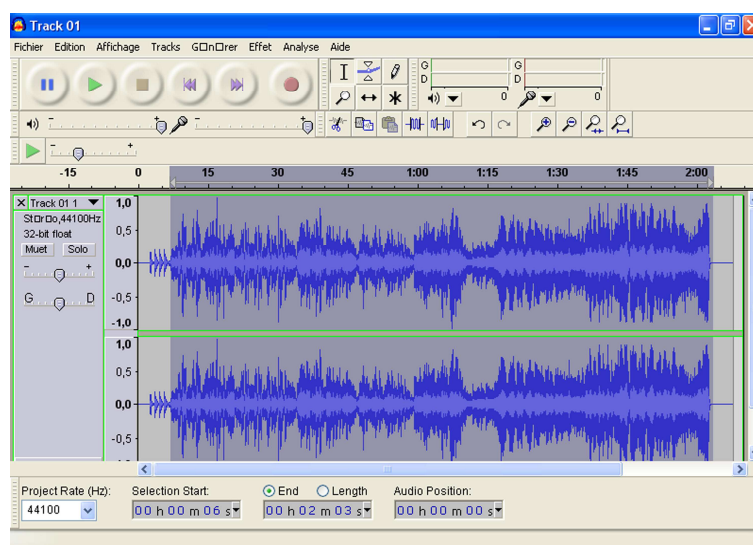 Track 01
Fichier Edition Affichage Tracks G□n□rer Effet Analyse Aide
G G
D D
0 0
-15 0 15 30 45 1:00 1:15 1:30 1:45 2:00
Track 01 1
St□r□o,44100Hz
32-bit float
Muet Solo
- +
G D
1,0
0,5
0,0
-0,5
-1,0
1,0
0,5
0,0
-0,5
Project Rate (Hz): Selection Start: End Length Audio Position:
44100 00 h 00 m 06 s 00 h 02 m 03 s 00 h 00 m 00 s